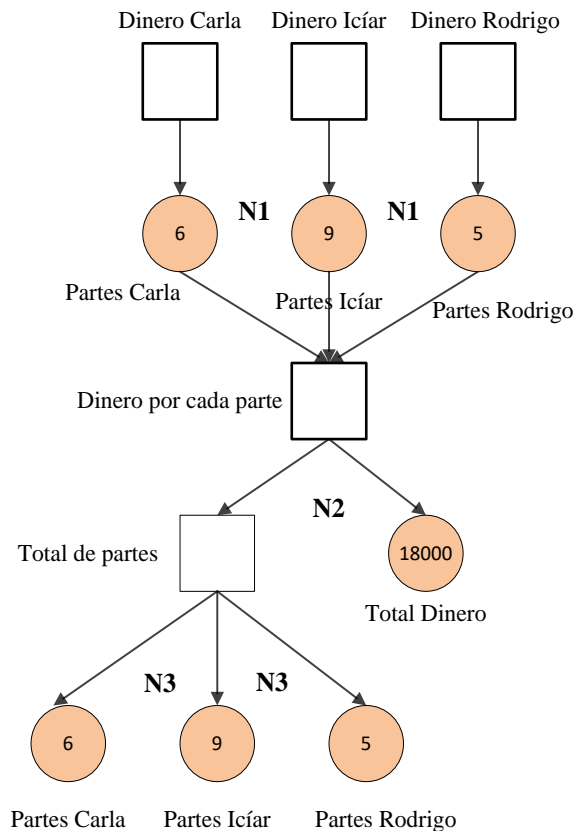 Dinero Carla Dinero Icíar Dinero Rodrigo
N1 N1
6 9 5
Partes Carla Partes Icíar Partes Rodrigo
Dinero por cada parte
N2
Total de partes 18000
Total Dinero
N3 N3
6 9 5
Partes Carla Partes Icíar Partes Rodrigo